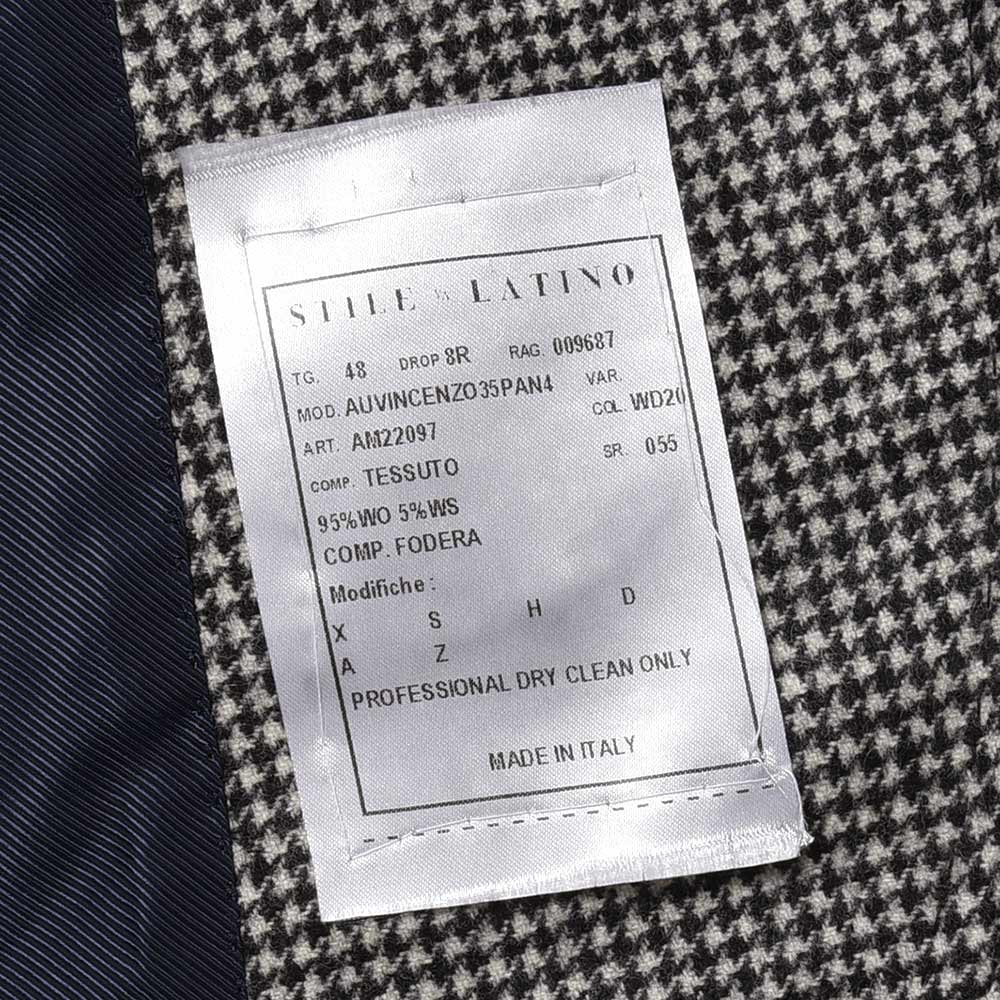 STILE LATINO
TG. 48 DROP 8R RAG. 009687
MOD. AUVINCENZO35PAN4 VAR.
ART. AM22097 COL. WD20
COMP. TESSUTO SR. 055
95%WO 5%WS
COMP. FODERA
Modifiche :
X S H D
A Z
PROFESSIONAL DRY CLEAN ONLY
MADE IN ITALY